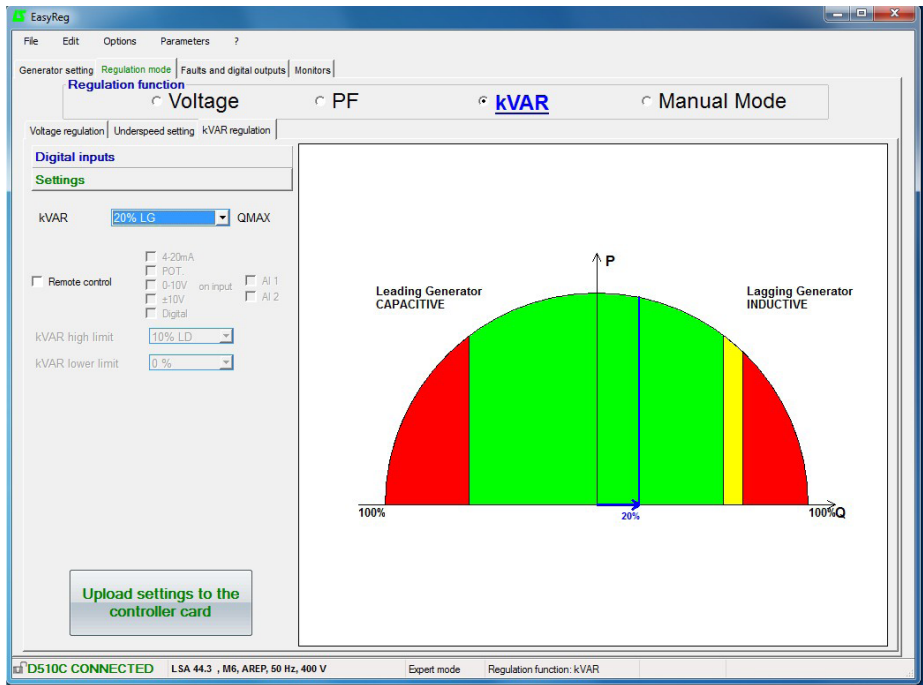 EasyReg
File Edit Options Parameters ?
Generator setting Regulation mode Faults and digital outputs Monitors
Regulation function
Voltage PF kVAR Manual Mode
Voltage regulation Underspeed setting kVAR regulation
Digital inputs
Settings
kVAR 20% LG QMAX
4-20mA
POT.
Remote control 0-10V on input AI 1
±10V AI 2
Digital
kVAR high limit 10% LD
kVAR lower limit 0 %
P
Leading Generator
CAPACITIVE
Lagging Generator
INDUCTIVE
100% 20% 100%Q
Upload settings to the
controller card
D510C CONNECTED LSA 44.3 , M6, AREP, 50 Hz, 400 V Expert mode Regulation function: kVAR